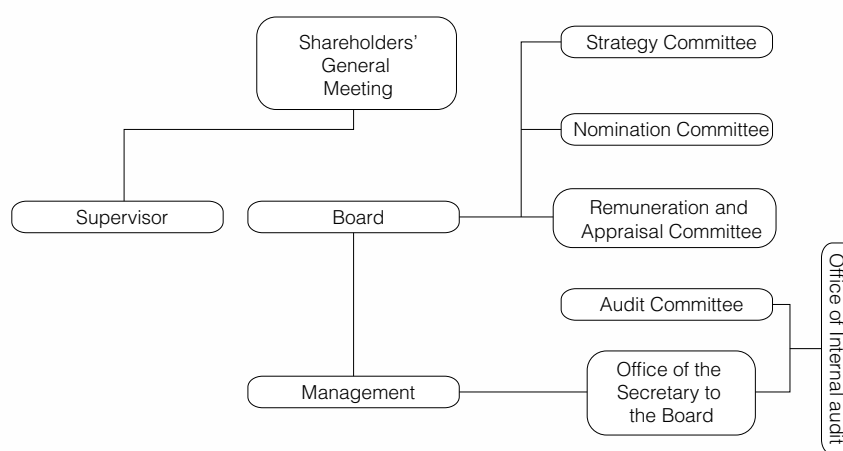 Shareholders'
General
Meeting
Strategy Committee
Nomination Committee
Supervisor
Board
Remuneration and
Appraisal Committee
Audit Committee
Office of Internal audit
Management
Office of the
Secretary to
the Board